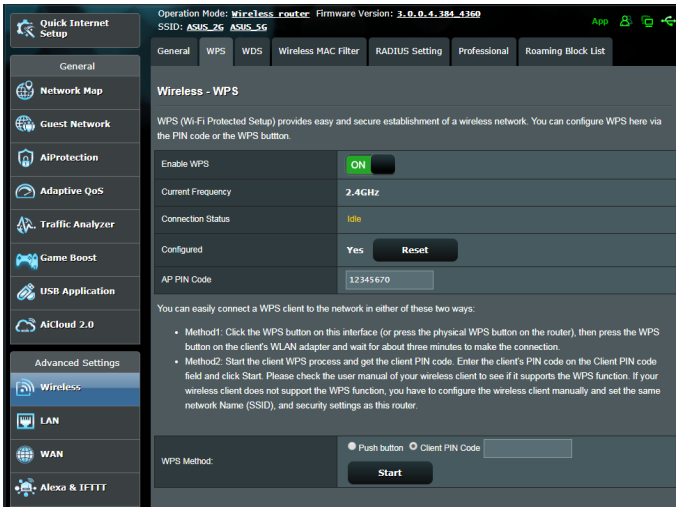 Quick Internet Setup
Operation Mode: Wireless router Firmware Version: 3.0.0.4.384_4360
SSID: ASUS_2G ASUS_5G
App
General
WPS
WDS
Wireless MAC Filter
RADIUS Setting
Professional
Roaming Block List
General
Network Map
Guest Network
AiProtection
Adaptive QoS
Traffic Analyzer
Game Boost
USB Application
AiCloud 2.0
Advanced Settings
Wireless
LAN
WAN
Alexa & IFTTT
Wireless - WPS
WPS (Wi-Fi Protected Setup) provides easy and secure establishment of a wireless network. You can configure WPS here via
the PIN code or the WPS buttton.
Enable WPS
ON
Current Frequency
2.4GHz
Connection Status
Idle
Configured
Yes
Reset
AP PIN Code
12345670
You can easily connect a WPS client to the network in either of these two ways:
• Method1: Click the WPS button on this interface (or press the physical WPS button on the router), then press the WPS
button on the client's WLAN adapter and wait for about three minutes to make the connection.
• Method2: Start the client WPS process and get the client PIN code. Enter the client's PIN code on the Client PIN code
field and click Start. Please check the user manual of your wireless client to see if it supports the WPS function. If your
wireless client does not support the WPS function, you have to configure the wireless client manually and set the same
network Name (SSID), and security settings as this router.
WPS Method:
Push button
Client PIN Code
Start